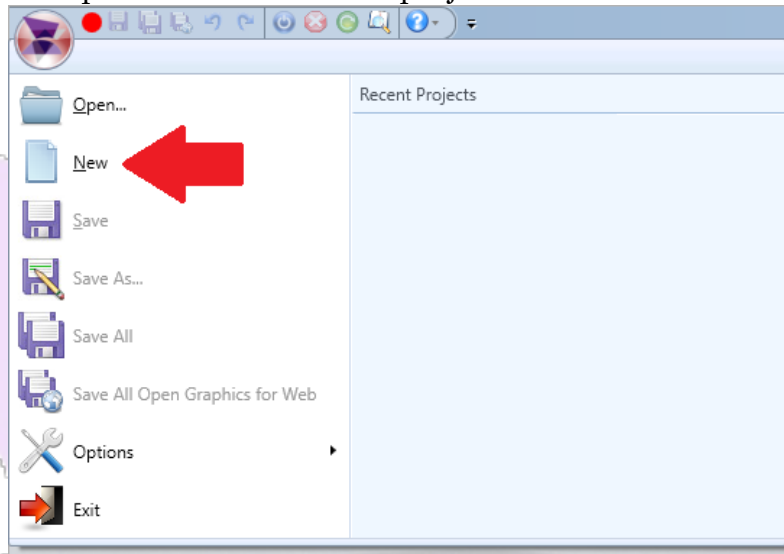 Recent Projects
Open...
New
Save
Save As...
Save All
Save All Open Graphics for Web
Options
Exit